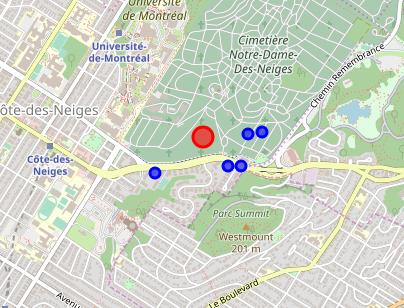 Université
de Montréal
Université-
de-Montréal
Cimetière
Notre-Dame-
Des-Neiges
Chemin Remembrance
ôte-des-Neiges
Côte-des-
Neiges
Parc Summit
Westmount
201 m
Le Boulevard
Avenu